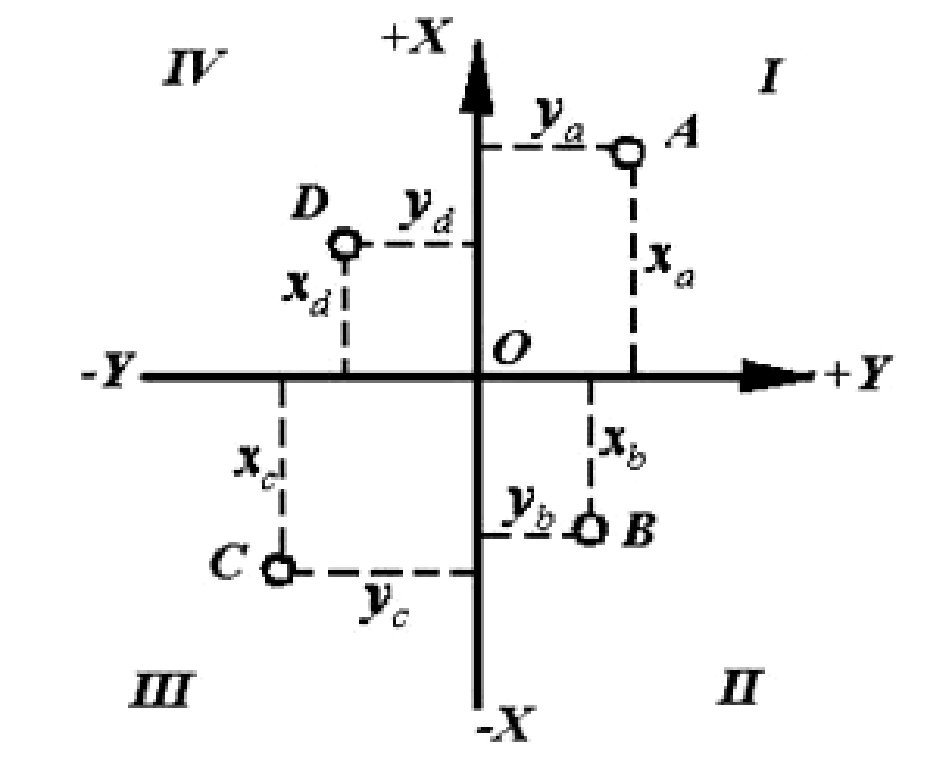 +X
IV
I
y_a
A
D
y_d
x_d
x_a
O
-Y
+Y
x_c
x_b
y_b
B
C
y_c
III
II
-X